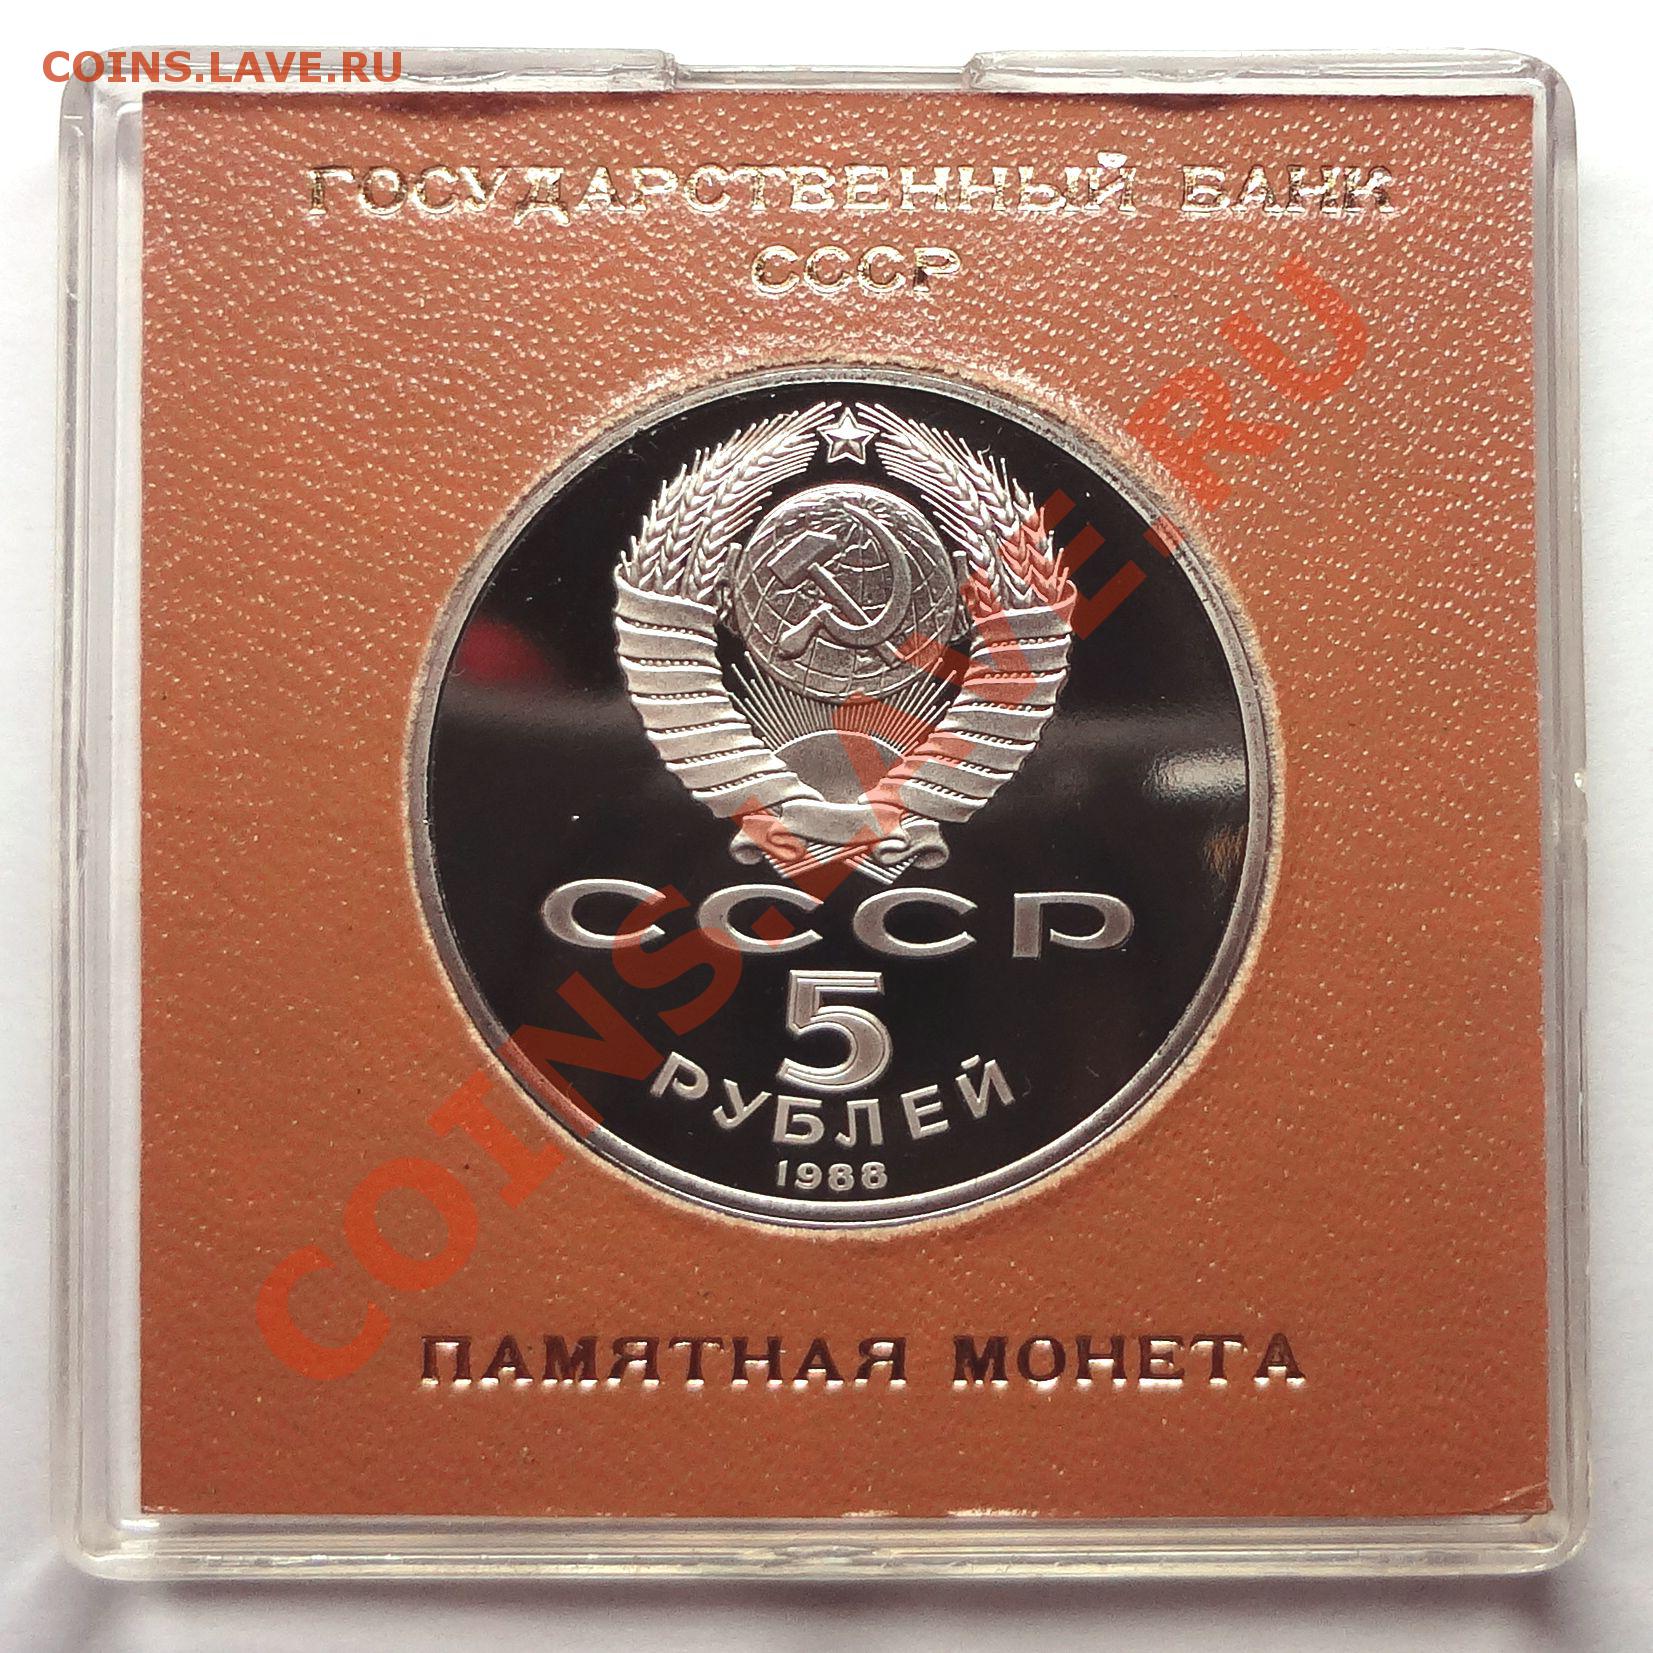 COINS.LAVE.RU
ГОСУДАРСТВЕННЫЙ БАНК
СССР
СССР
5
РУБЛЕЙ
1988
COINS.LAVE.RU
ПАМЯТНАЯ МОНЕТА